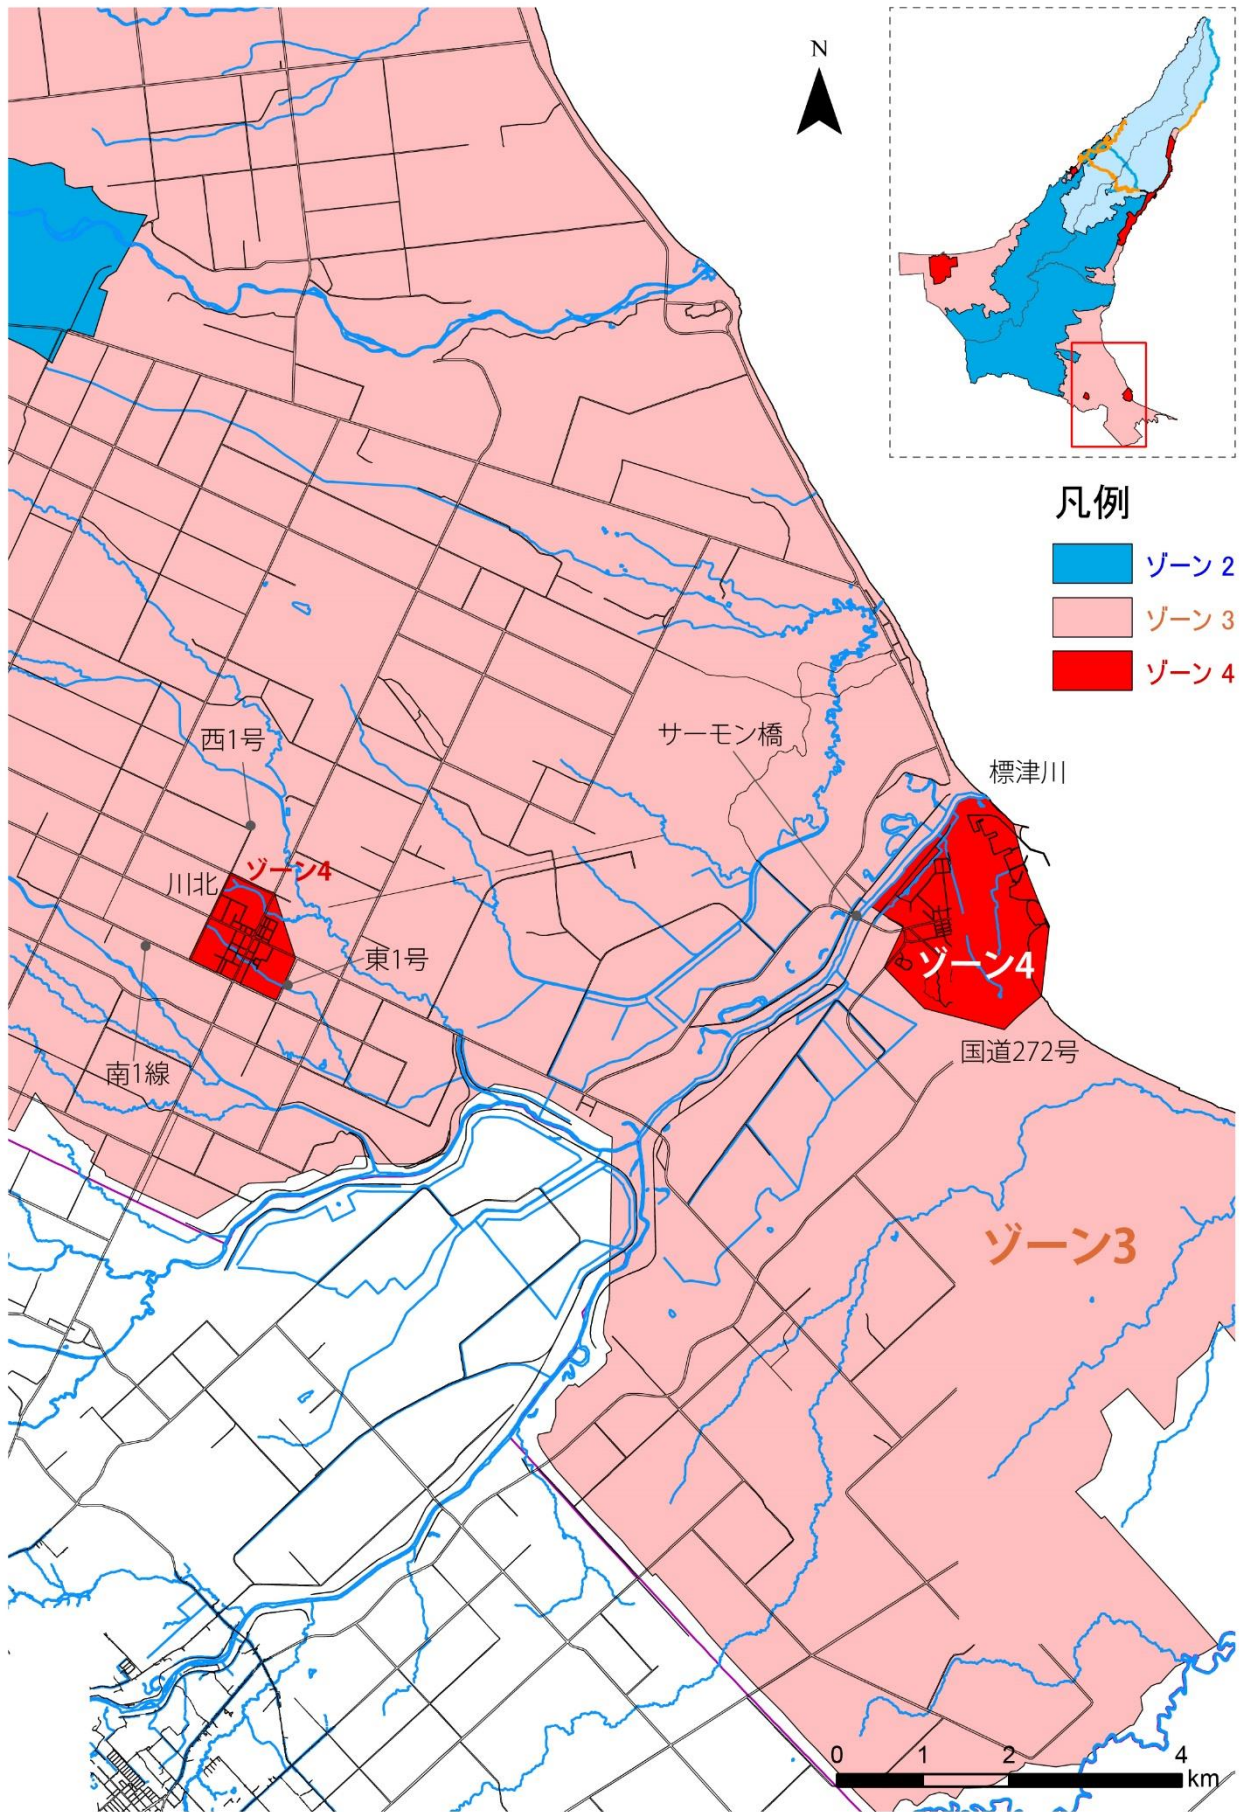 N
凡例
ゾーン 2
ゾーン 3
ゾーン 4
西1号
サーモン橋
標津川
川北
ゾーン4
東1号
ゾーン4
南1線
国道272号
ゾーン3
0 1 2 4
km